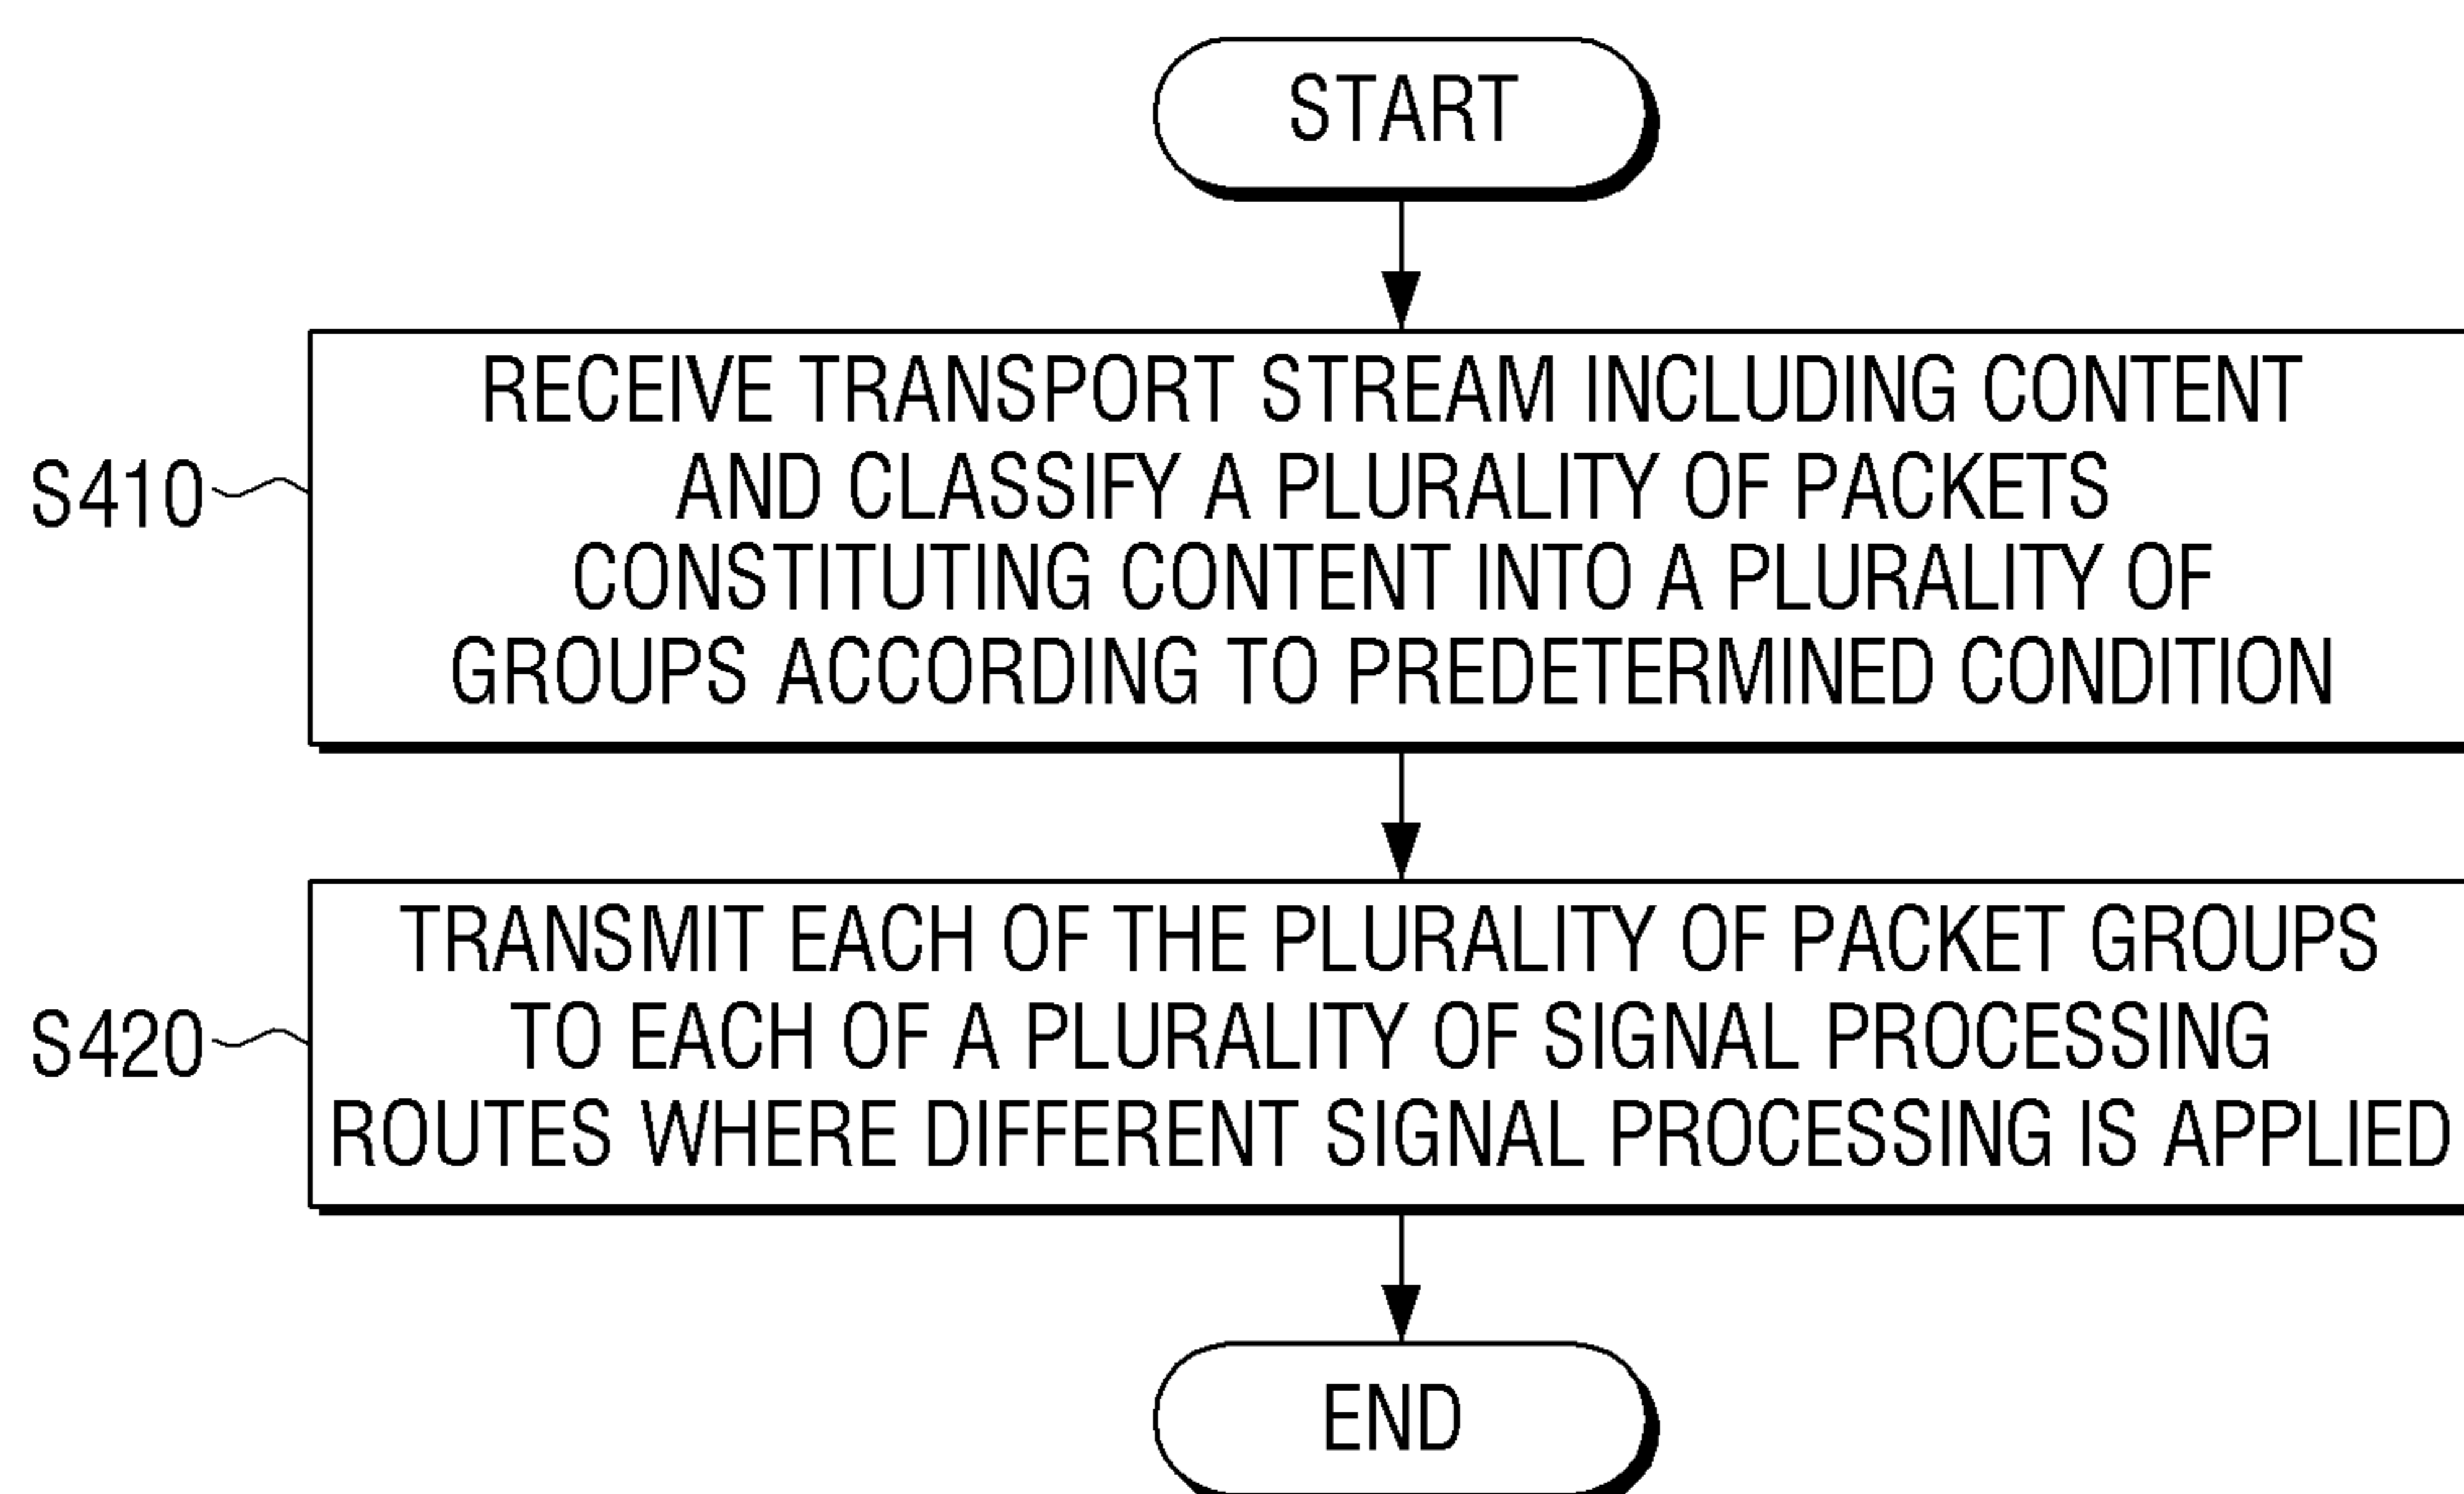 START
RECEIVE TRANSPORT STREAM INCLUDING CONTENT
AND CLASSIFY A PLURALITY OF PACKETS
CONSTITUTING CONTENT INTO A PLURALITY OF
GROUPS ACCORDING TO PREDETERMINED CONDITION
S410
TRANSMIT EACH OF THE PLURALITY OF PACKET GROUPS
TO EACH OF A PLURALITY OF SIGNAL PROCESSING
ROUTES WHERE DIFFERENT SIGNAL PROCESSING IS APPLIED
S420
END